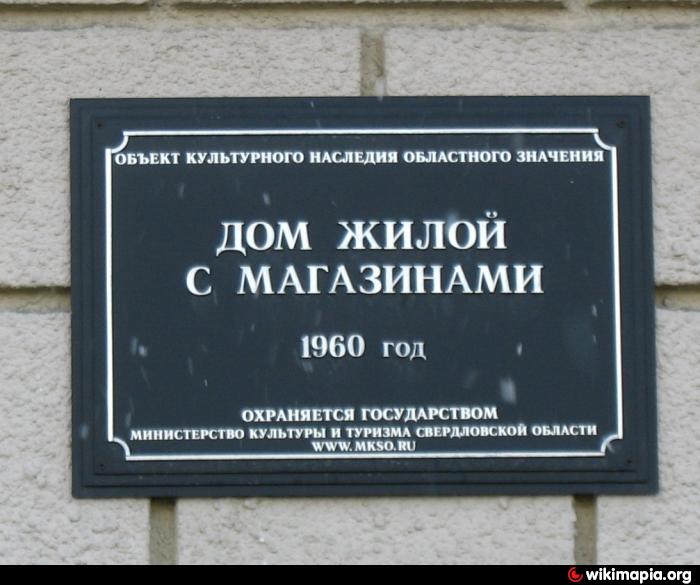 ОБЪЕКТ КУЛЬТУРНОГО НАСЛЕДИЯ ОБЛАСТНОГО ЗНАЧЕНИЯ
ДОМ ЖИЛОЙ
С МАГАЗИНАМИ
1960 ГОД
ОХРАНЯЕТСЯ ГОСУДАРСТВОМ
МИНИСТЕРСТВО КУЛЬТУРЫ И ТУРИЗМА СВЕРДЛОВСКОЙ ОБЛАСТИ
WWW.MKSO.RU
wikimapia.org